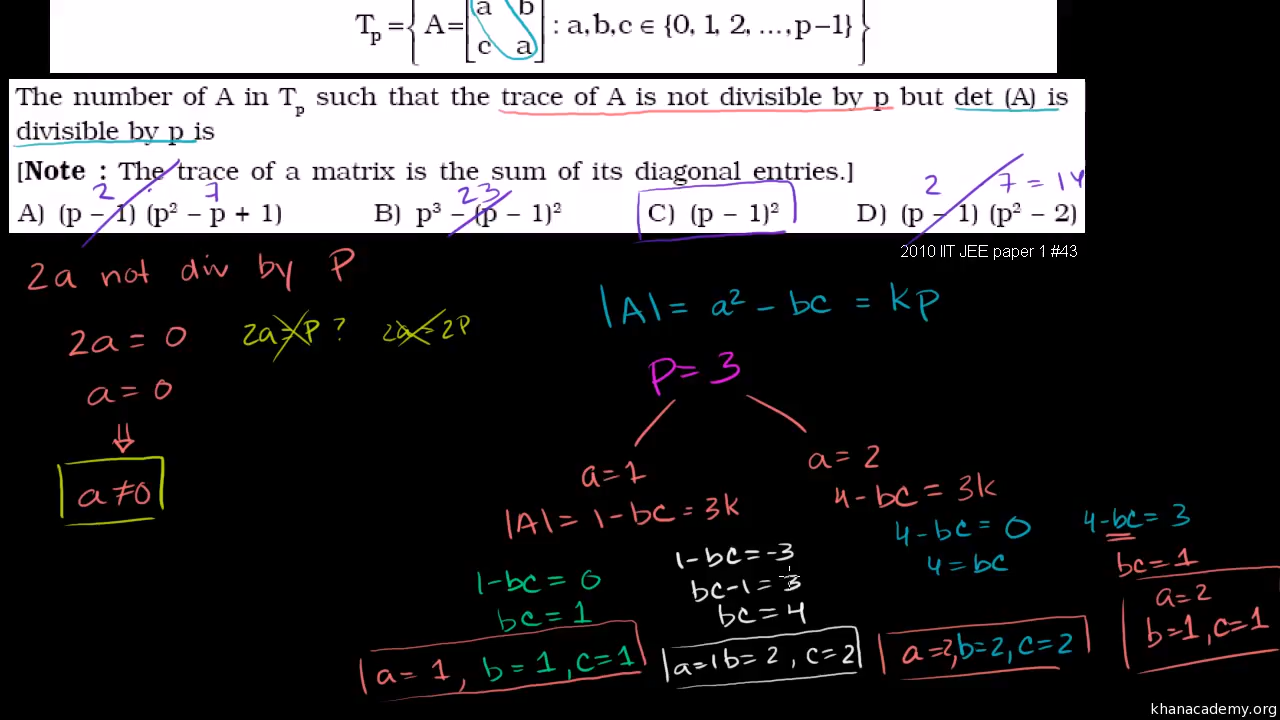 T_p = { A = [a b
c a] : a,b,c ∈ {0, 1, 2, ...,p−1} }
The number of A in T_p such that the trace of A is not divisible by p but det (A) is
divisible by p is
[Note : The trace of a matrix is the sum of its diagonal entries.]
2 7 23 2 7 = 14
A) (p − 1) (p² − p + 1) B) p³ − (p − 1)² C) (p − 1)² D) (p − 1) (p² − 2)
2010 IIT JEE paper 1 #43
2a not div by P
2a = 0 2a = P ? 2a = 2P
a = 0
⇓
a ≠ 0
|A| = a² − bc = kp
P = 3
a = 1
|A| = 1 − bc = 3k
1 − bc = 0
bc = 1
a = 1, b = 1, c = 1
1 − bc = −3
bc − 1 = 3
bc = 4
a = 1 b = 2, c = 2
a = 2
4 − bc = 3k
4 − bc = 0
4 = bc
a = 2, b = 2, c = 2
4 − bc = 3
bc = 1
a = 2
b = 1, c = 1
khanacademy.org